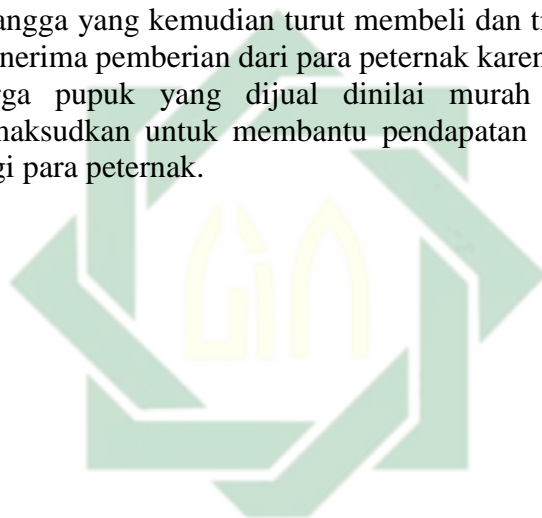 angga yang kemudian turut membeli dan t
nerima pemberian dari para peternak karen
rga pupuk yang dijual dinilai murah
maksudkan untuk membantu pendapatan
gi para peternak.